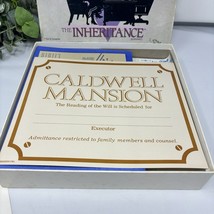 THE INHERITANCE
CALDWELL
MANSION
The Reading of the Will is Scheduled for
Executor
Admittance restricted to family members and counsel